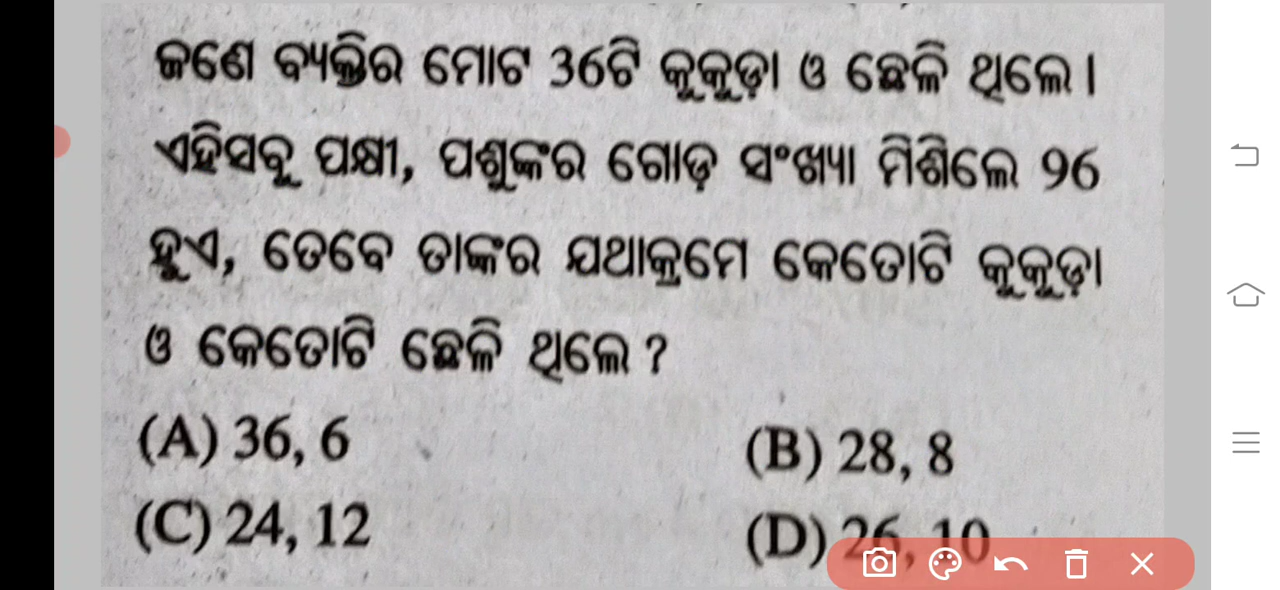 ଜଣେ ବ୍ୟକ୍ତିର ମୋଟ 36ଟି କୁକୁଡ଼ା ଓ ଛେଳି ଥିଲେ ।
ଏହିସବୁ ପକ୍ଷୀ, ପଶୁଙ୍କର ଗୋଡ଼ ସଂଖ୍ୟା ମିଶିଲେ 96
ହୁଏ, ତେବେ ତାଙ୍କର ଯଥାକ୍ରମେ କେତୋଟି କୁକୁଡ଼ା
ଓ କେତୋଟି ଛେଳି ଥିଲେ ?
(A) 36, 6 (B) 28, 8
(C) 24, 12 (D) 26, 10